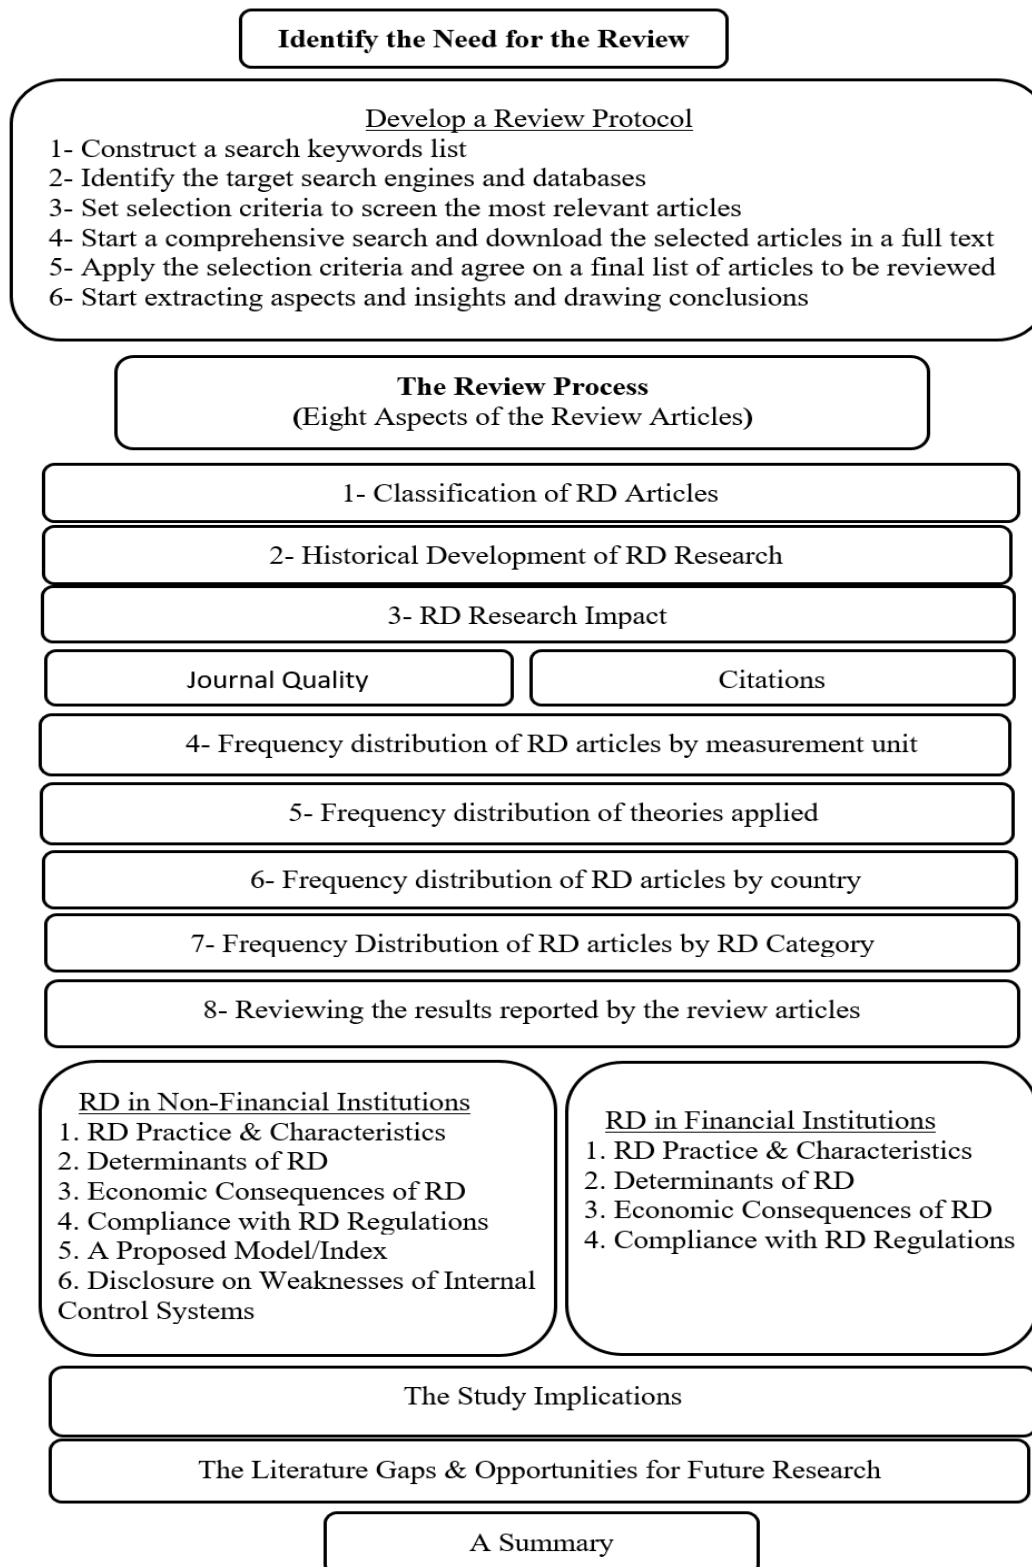 Identify the Need for the Review
Develop a Review Protocol
1- Construct a search keywords list
2- Identify the target search engines and databases
3- Set selection criteria to screen the most relevant articles
4- Start a comprehensive search and download the selected articles in a full text
5- Apply the selection criteria and agree on a final list of articles to be reviewed
6- Start extracting aspects and insights and drawing conclusions
The Review Process
(Eight Aspects of the Review Articles)
1- Classification of RD Articles
2- Historical Development of RD Research
3- RD Research Impact
Journal Quality
Citations
4- Frequency distribution of RD articles by measurement unit
5- Frequency distribution of theories applied
6- Frequency distribution of RD articles by country
7- Frequency Distribution of RD articles by RD Category
8- Reviewing the results reported by the review articles
RD in Non-Financial Institutions
1. RD Practice & Characteristics
2. Determinants of RD
3. Economic Consequences of RD
4. Compliance with RD Regulations
5. A Proposed Model/Index
6. Disclosure on Weaknesses of Internal
Control Systems
RD in Financial Institutions
1. RD Practice & Characteristics
2. Determinants of RD
3. Economic Consequences of RD
4. Compliance with RD Regulations
The Study Implications
The Literature Gaps & Opportunities for Future Research
A Summary